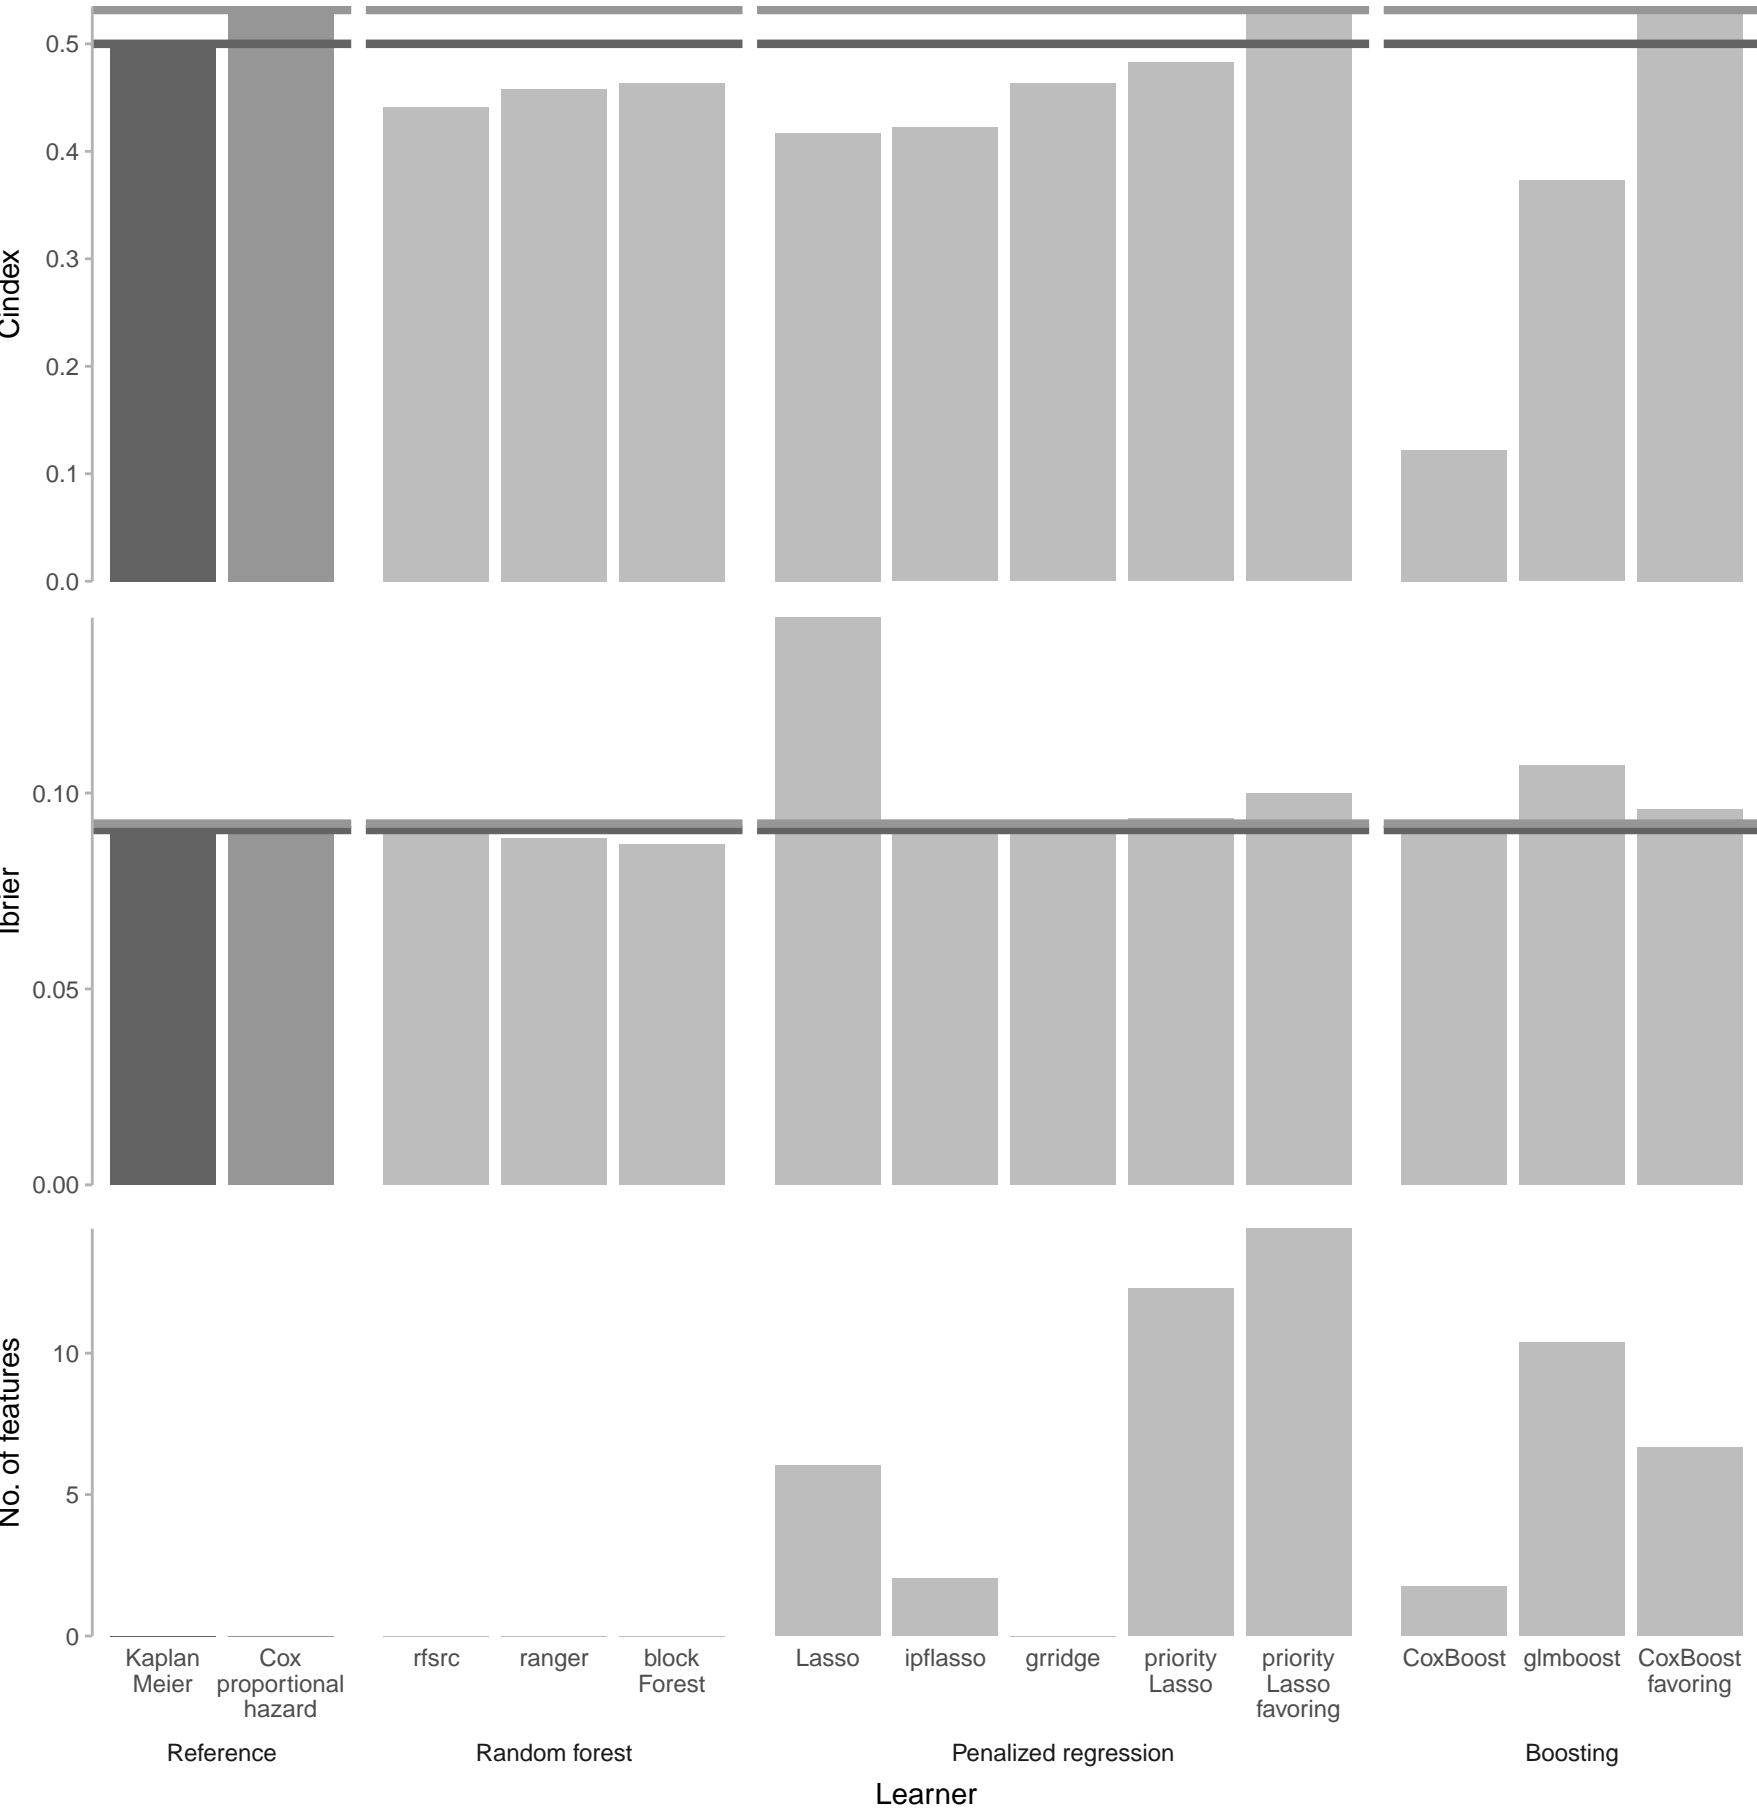 0.5
0.4
0.3
0.2
0.1
0.0
Cindex
0.10
0.05
0.00
Ibrier
10
5
0
No. of features
Kaplan
Meier
Cox
proportional
hazard
rfsrc
ranger
block
Forest
Lasso
ipflasso
grridge
priority
Lasso
priority
Lasso
favoring
CoxBoost
glmboost
CoxBoost
favoring
Reference
Random forest
Penalized regression
Boosting
Learner